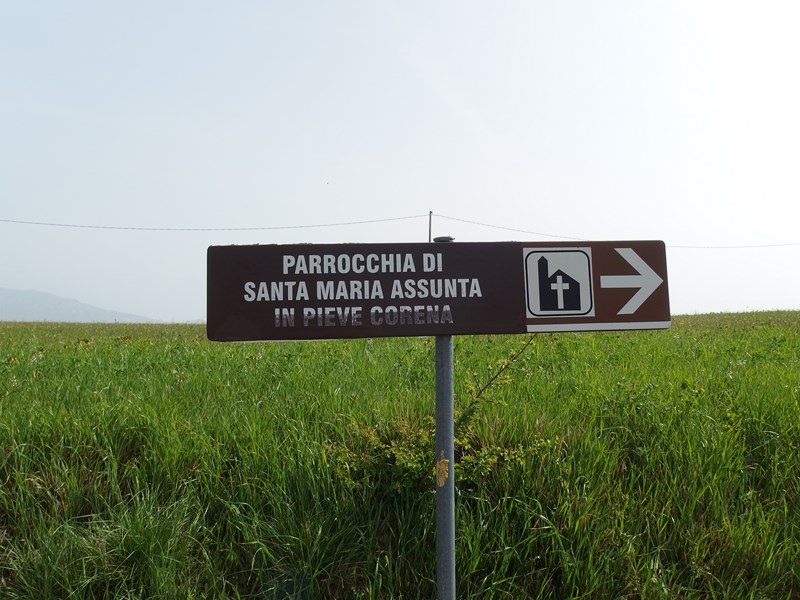 PARROCCHIA DI
SANTA MARIA ASSUNTA
IN PIEVE CORENA